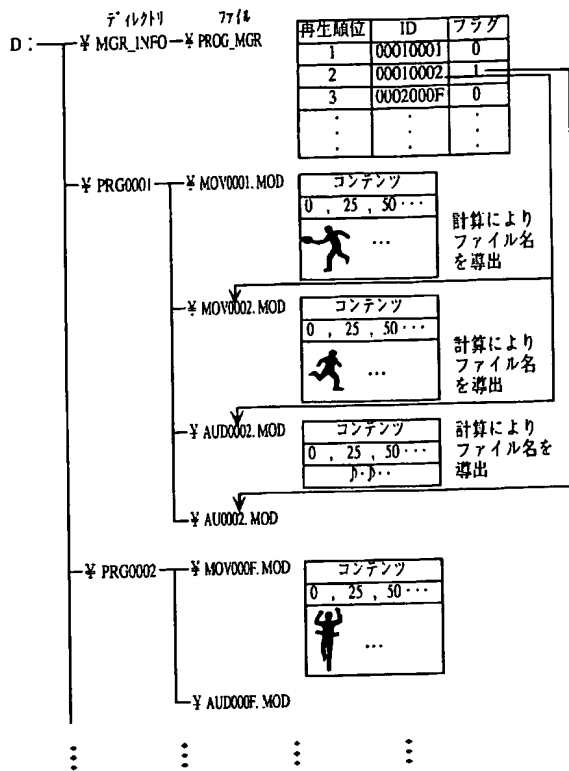 ディレクトリ ファイル
D: ¥ MGR_INFO ¥ PROG_MGR
再生順位 ID フラグ
1 00010001 0
2 00010002 1
3 0002000F 0
¥ PRG0001 ¥ MOV0001.MOD
コンテンツ
0 , 25 , 50 ···
···
計算により
ファイル名
を導出
¥ MOV0002.MOD
コンテンツ
0 , 25 , 50 ···
···
計算により
ファイル名
を導出
¥ AUD0002.MOD
コンテンツ
0 , 25 , 50 ···
♪·♪··
計算により
ファイル名を
導出
¥ AU0002.MOD
¥ PRG0002 ¥ MOV000F.MOD
コンテンツ
0 , 25 , 50 ···
···
¥ AUD000F.MOD